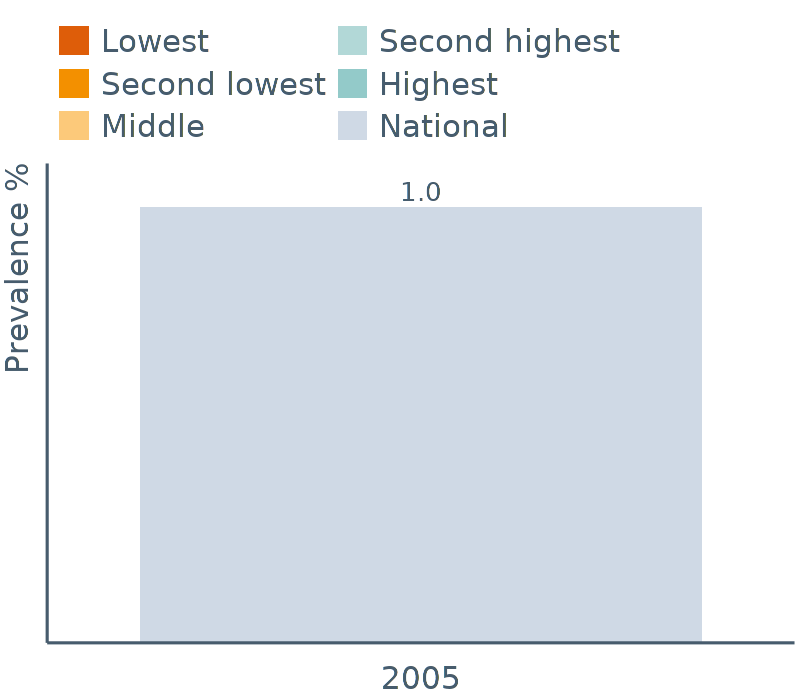 Lowest
Second lowest
Middle
Second highest
Highest
National
Prevalence %
1.0
2005